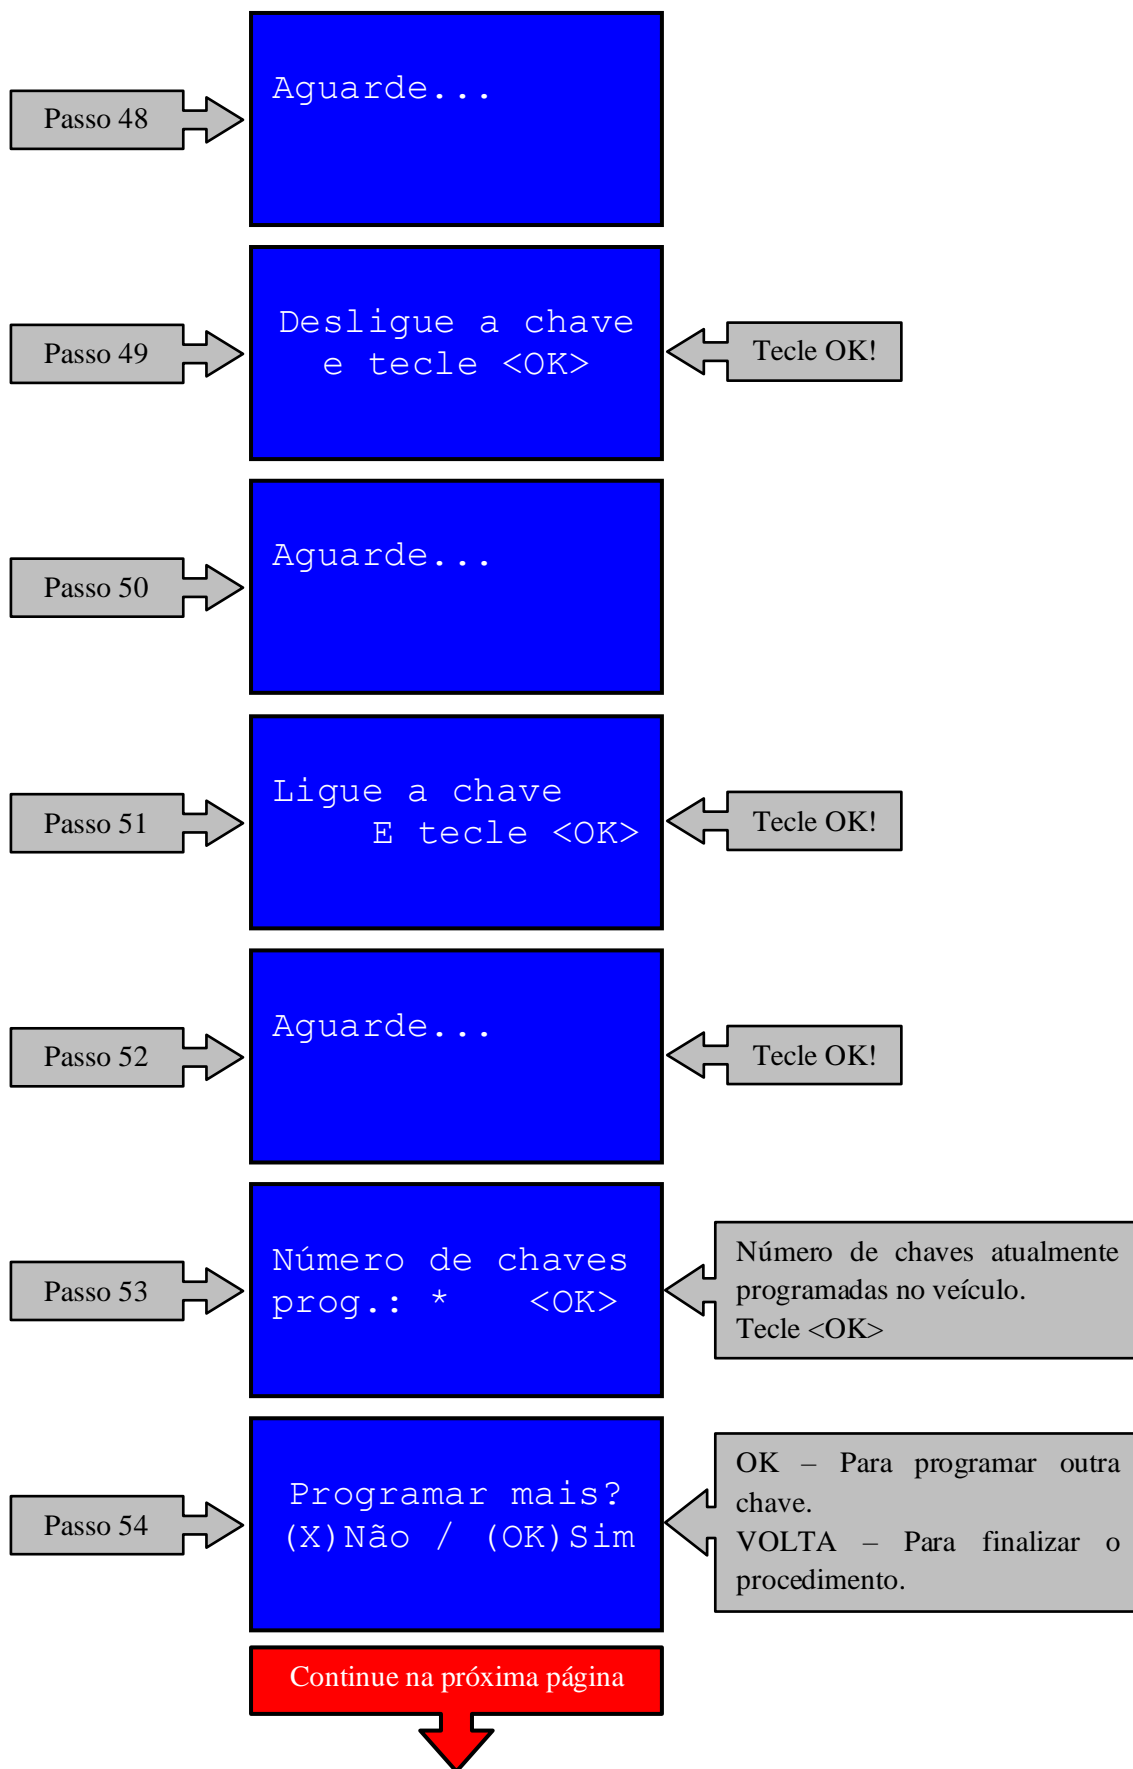 Passo 48
Aguarde...
Passo 49
Desligue a chave
e tecle <OK>
Tecle OK!
Passo 50
Aguarde...
Passo 51
Ligue a chave
E tecle <OK>
Tecle OK!
Passo 52
Aguarde...
Tecle OK!
Passo 53
Número de chaves
prog.: * <OK>
Número de chaves atualmente
programadas no veículo.
Tecle <OK>
Passo 54
Programar mais?
(X)Não / (OK)Sim
OK – Para programar outra
chave.
VOLTA – Para finalizar o
procedimento.
Continue na próxima página